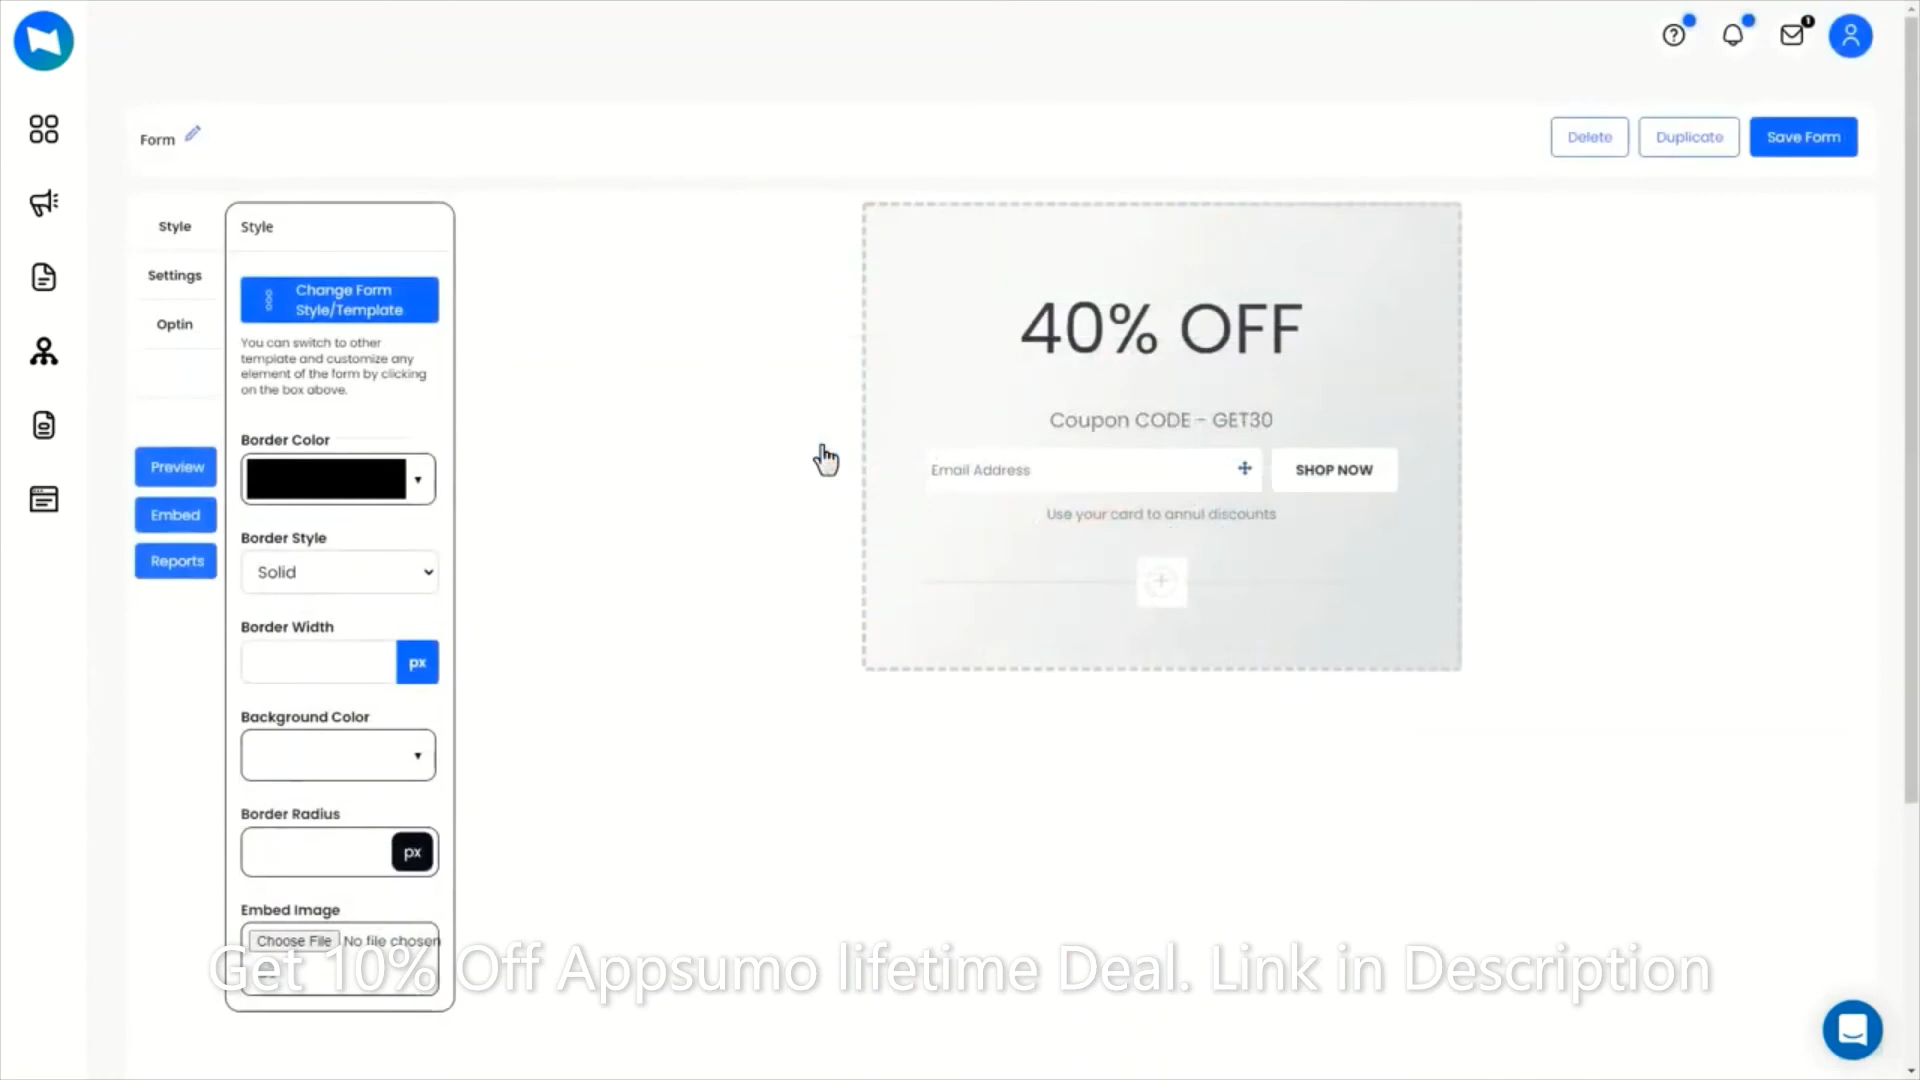 1
Form
Delete
Duplicate
Save Form
Style
Settings
Optin
Preview
Embed
Reports
Style
Change Form
Style/Template
You can switch to other
template and customize any
element of the form by clicking
on the box above.
Border Color
Border Style
Solid
Border Width
px
Background Color
Border Radius
px
Embed Image
Choose File No file chosen
40% OFF
Coupon CODE - GET30
Email Address
SHOP NOW
Use your card to annul discounts
Get 10% Off Appsumo lifetime Deal. Link in Description